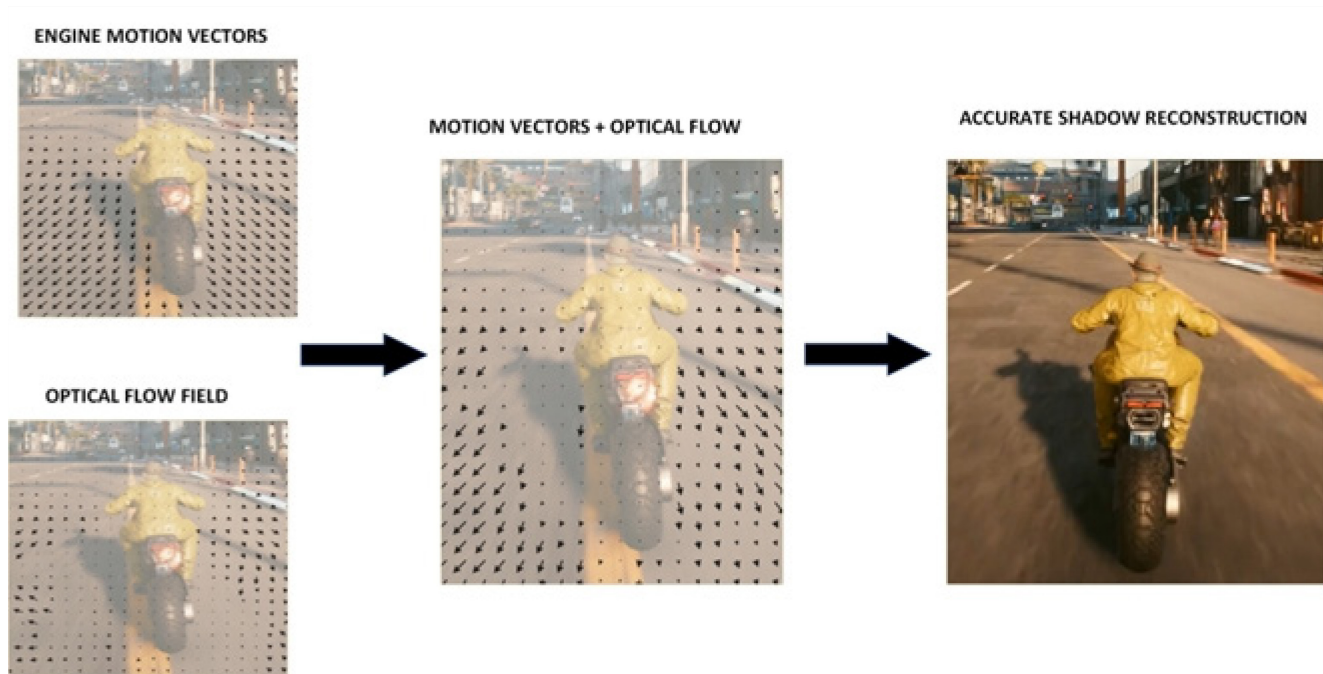 ENGINE MOTION VECTORS
OPTICAL FLOW FIELD
MOTION VECTORS + OPTICAL FLOW
ACCURATE SHADOW RECONSTRUCTION